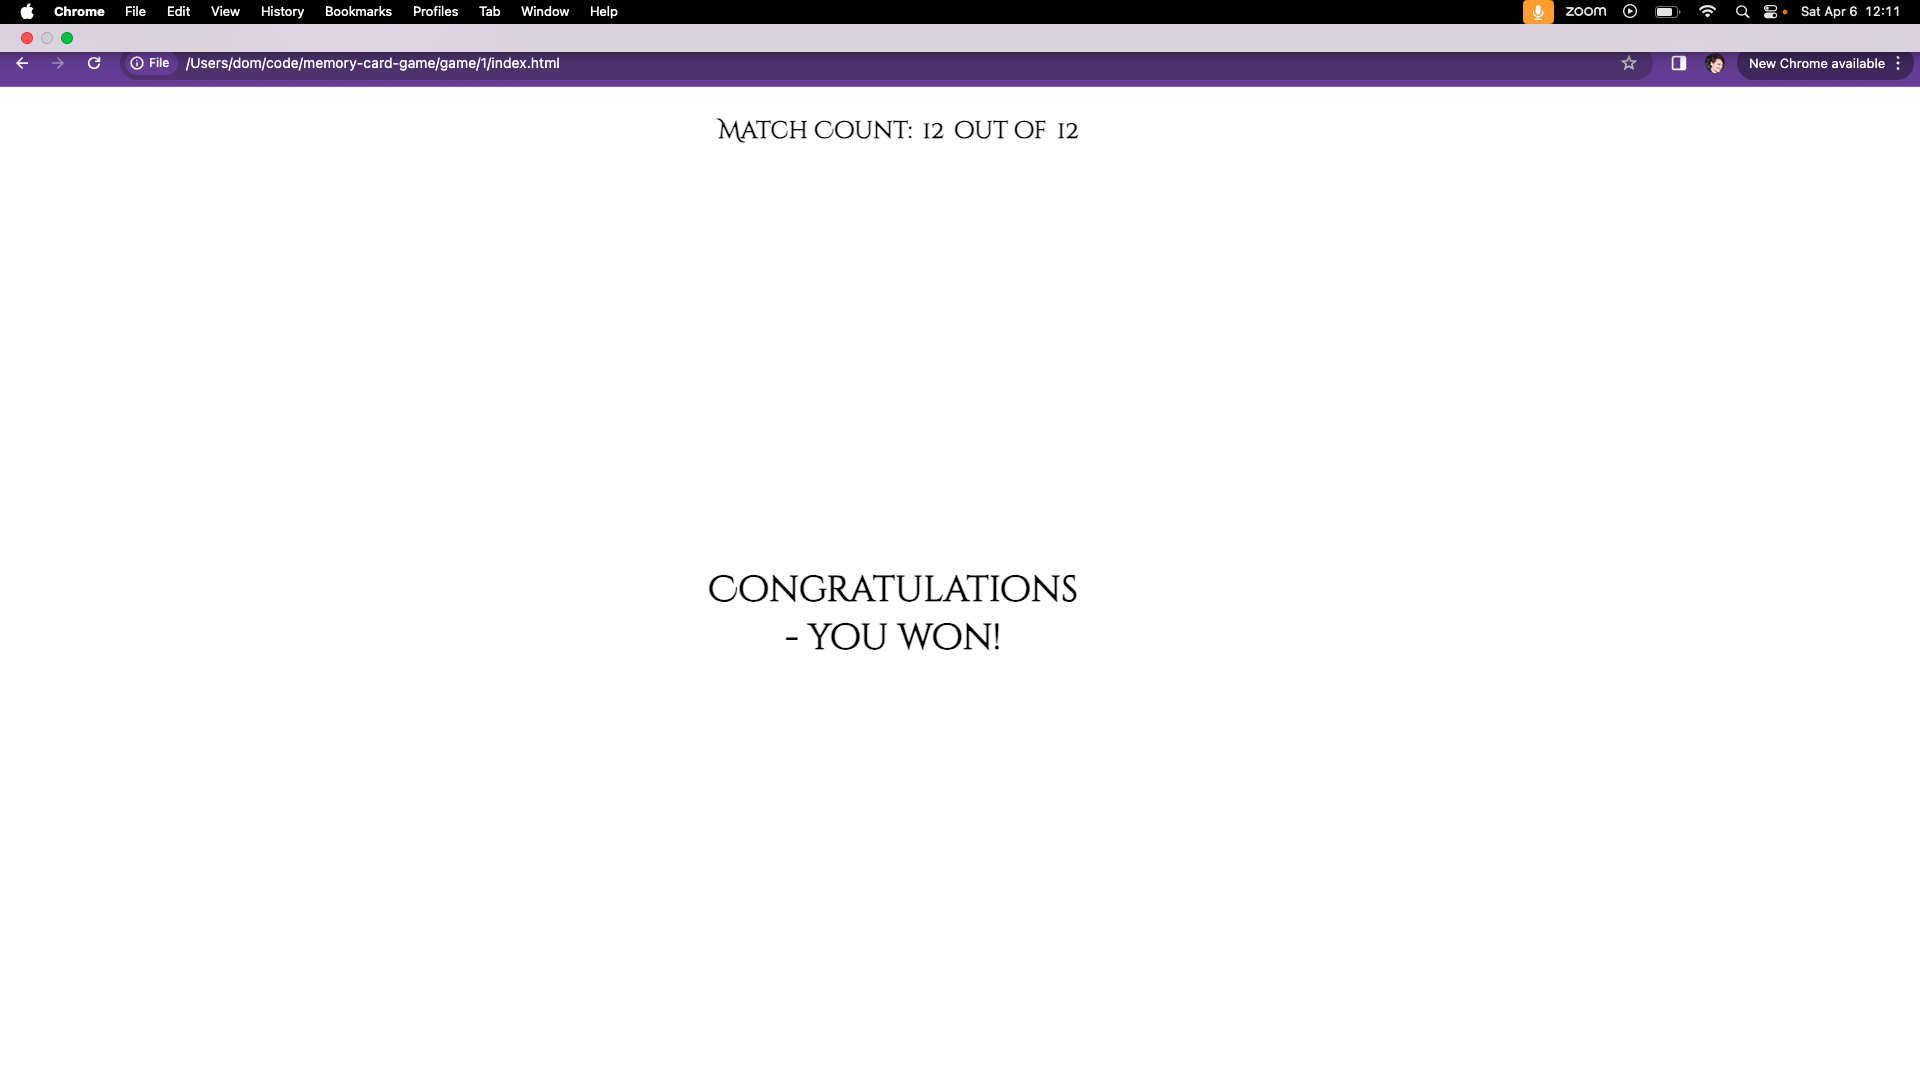 Chrome File Edit View History Bookmarks Profiles Tab Window Help zoom Sat Apr 6 12:11
File /Users/dom/code/memory-card-game/game/1/index.html New Chrome available
Match Count: 12 out of 12
Congratulations
- You Won!